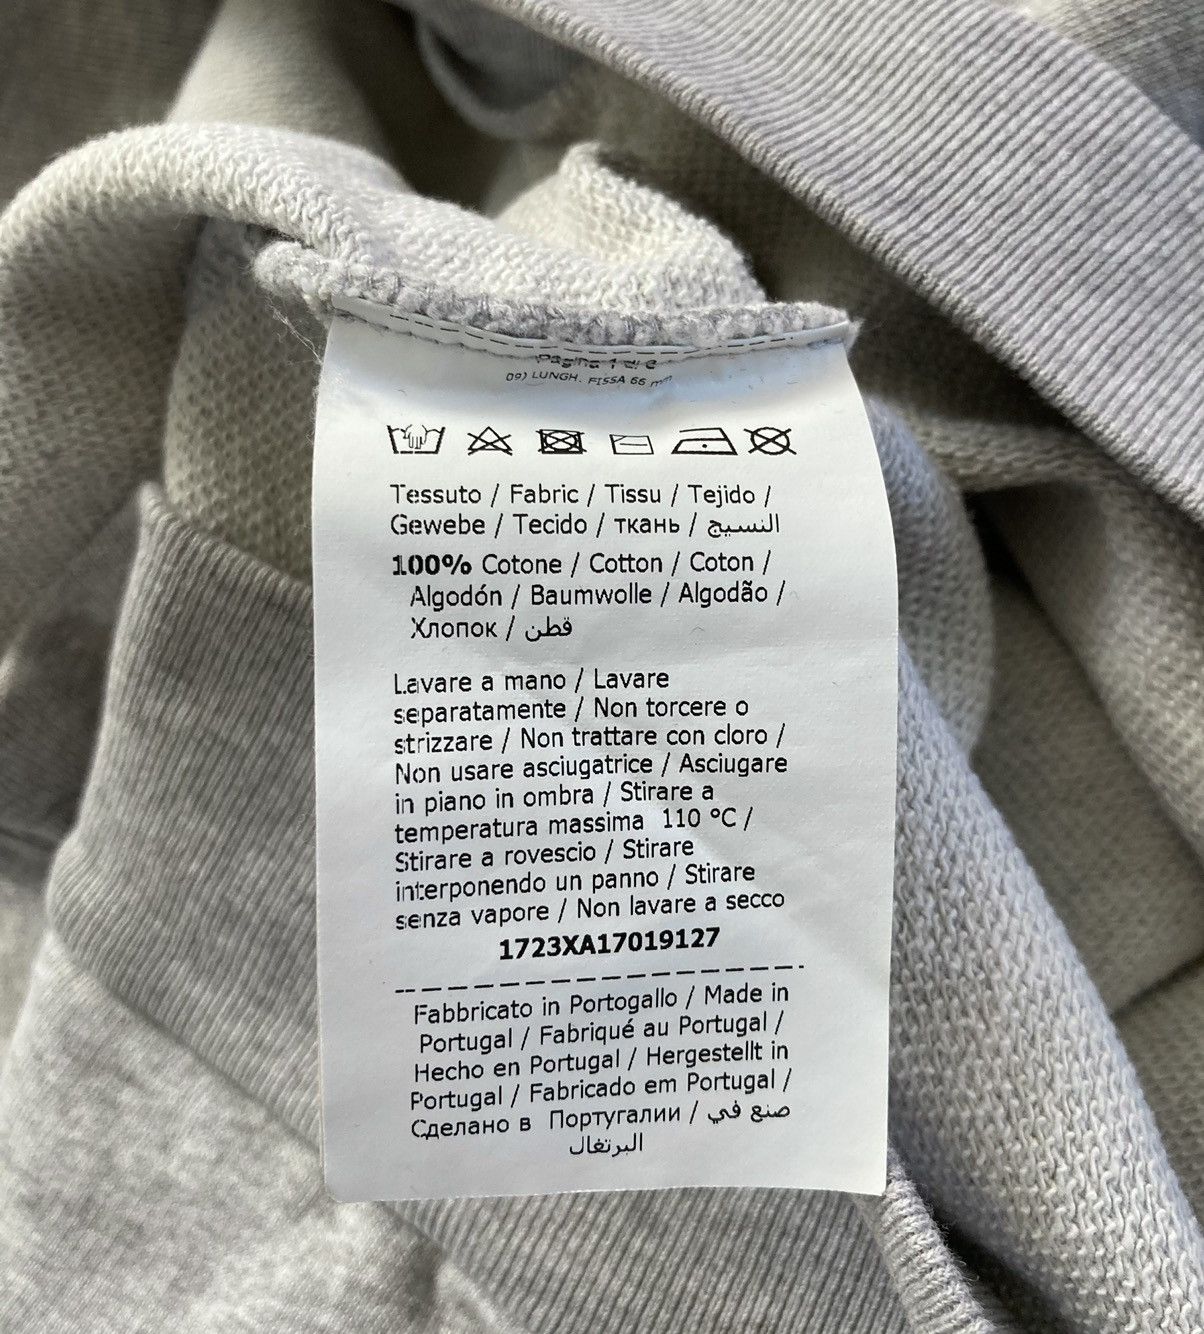 Pagina 1 di 6
09) LUNGH. FISSA 66 mm
Tessuto / Fabric / Tissu / Tejido /
Gewebe / Tecido / ткань / النسيج
100% Cotone / Cotton / Coton /
Algodón / Baumwolle / Algodão /
Хлопок / قطن
Lavare a mano / Lavare
separatamente / Non torcere o
strizzare / Non trattare con cloro /
Non usare asciugatrice / Asciugare
in piano in ombra / Stirare a
temperatura massima 110 °C /
Stirare a rovescio / Stirare
interponendo un panno / Stirare
senza vapore / Non lavare a secco
1723XA17019127
Fabbricato in Portogallo / Made in
Portugal / Fabriqué au Portugal /
Hecho en Portugal / Hergestellt in
Portugal / Fabricado em Portugal /
Сделано в Португалии / صنع في
البرتغال